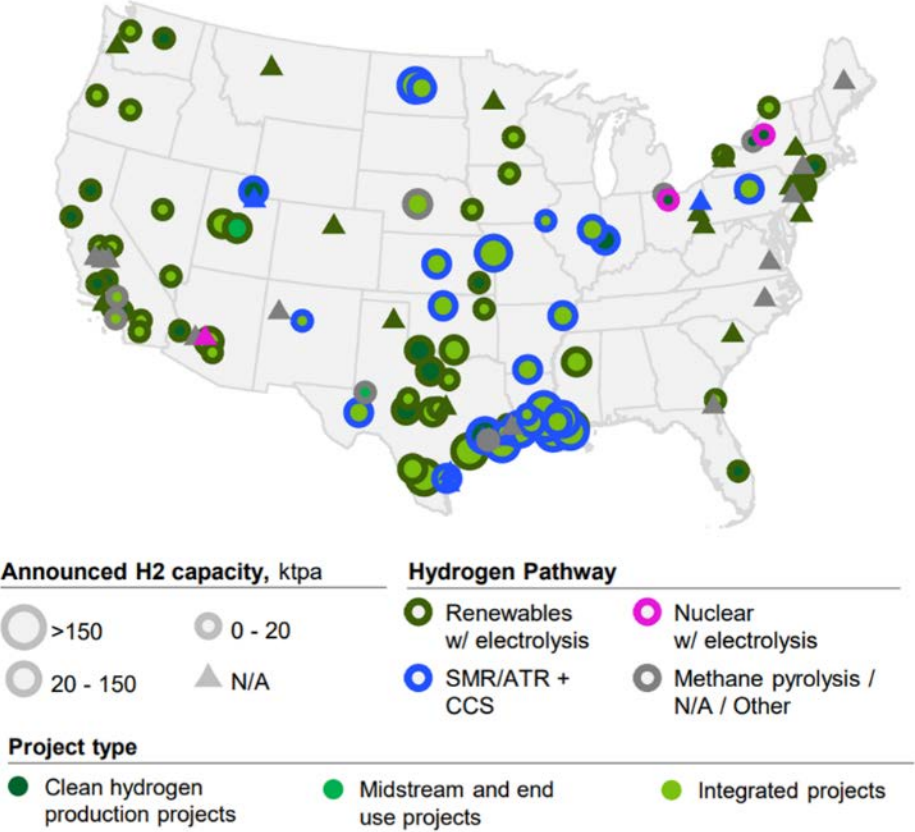 Announced H2 capacity, ktpa
>150
0 - 20
20 - 150
N/A
Hydrogen Pathway
Renewables
w/ electrolysis
Nuclear
w/ electrolysis
SMR/ATR +
CCS
Methane pyrolysis /
N/A / Other
Project type
Clean hydrogen
production projects
Midstream and end
use projects
Integrated projects